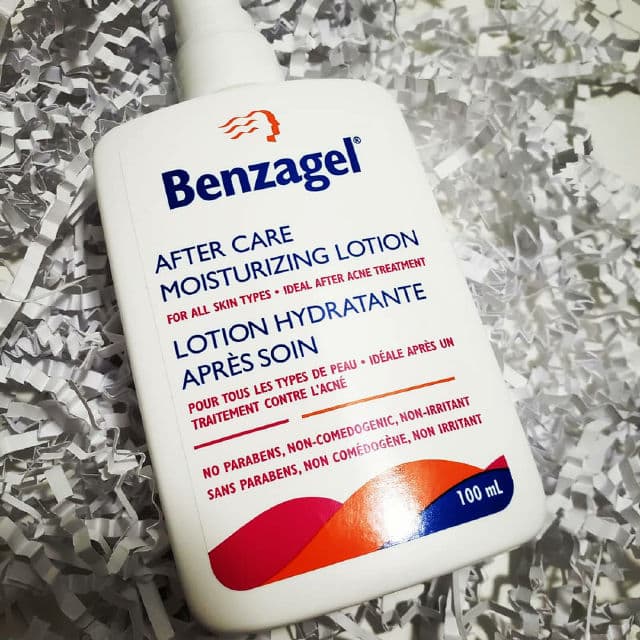 Benzagel®
AFTER CARE
MOISTURIZING LOTION
FOR ALL SKIN TYPES • IDEAL AFTER ACNE TREATMENT
LOTION HYDRATANTE
APRÈS SOIN
POUR TOUS LES TYPES DE PEAU • IDÉALE APRÈS UN
TRAITEMENT CONTRE L'ACNÉ
NO PARABENS, NON-COMEDOGENIC, NON-IRRITANT
SANS PARABENS, NON COMÉDOGÈNE, NON IRRITANT
100 mL